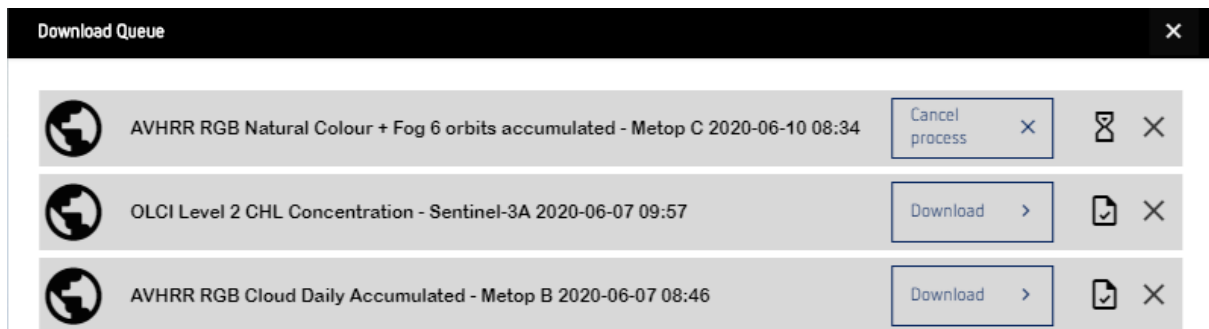 Download Queue
AVHRR RGB Natural Colour + Fog 6 orbits accumulated - Metop C 2020-06-10 08:34
Cancel
process
OLCI Level 2 CHL Concentration - Sentinel-3A 2020-06-07 09:57
Download
AVHRR RGB Cloud Daily Accumulated - Metop B 2020-06-07 08:46
Download